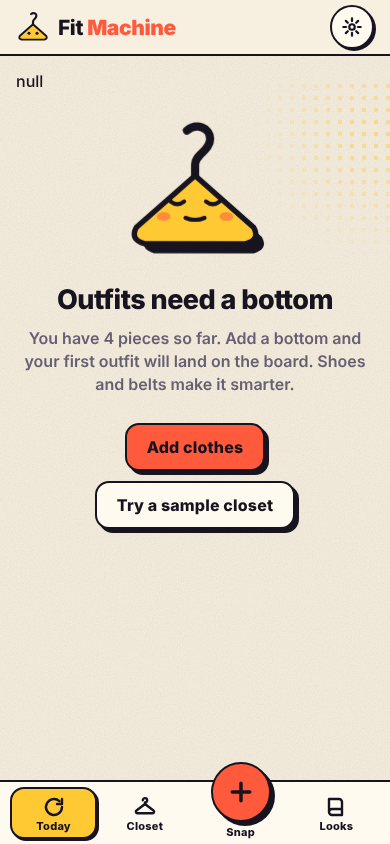 Fit Machine
null
Outfits need a bottom
You have 4 pieces so far. Add a bottom and
your first outfit will land on the board. Shoes
and belts make it smarter.
Add clothes
Try a sample closet
Today
Closet
Snap
Looks